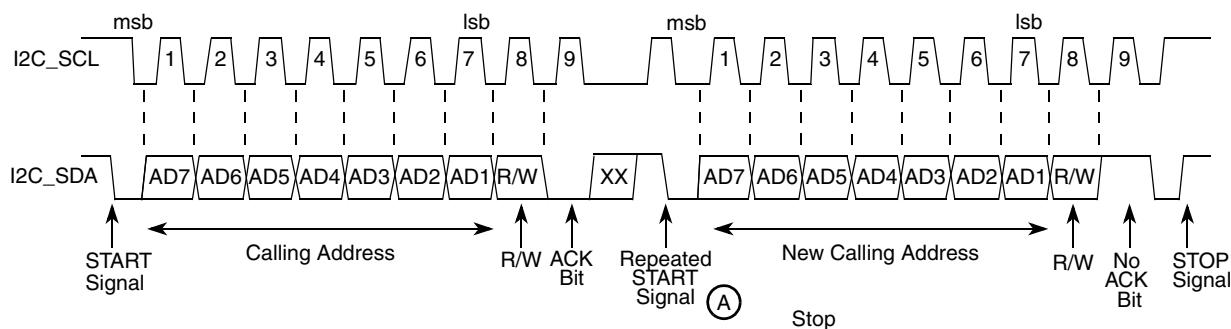 msb lsb msb lsb
I2C_SCL 1 2 3 4 5 6 7 8 9 1 2 3 4 5 6 7 8 9
I2C_SDA AD7 AD6 AD5 AD4 AD3 AD2 AD1 R/W XX AD7 AD6 AD5 AD4 AD3 AD2 AD1 R/W
START
Signal
Calling Address
R/W
ACK
Bit
Repeated
START
Signal
A
New Calling Address
R/W
No
ACK
Bit
STOP
Signal
Stop